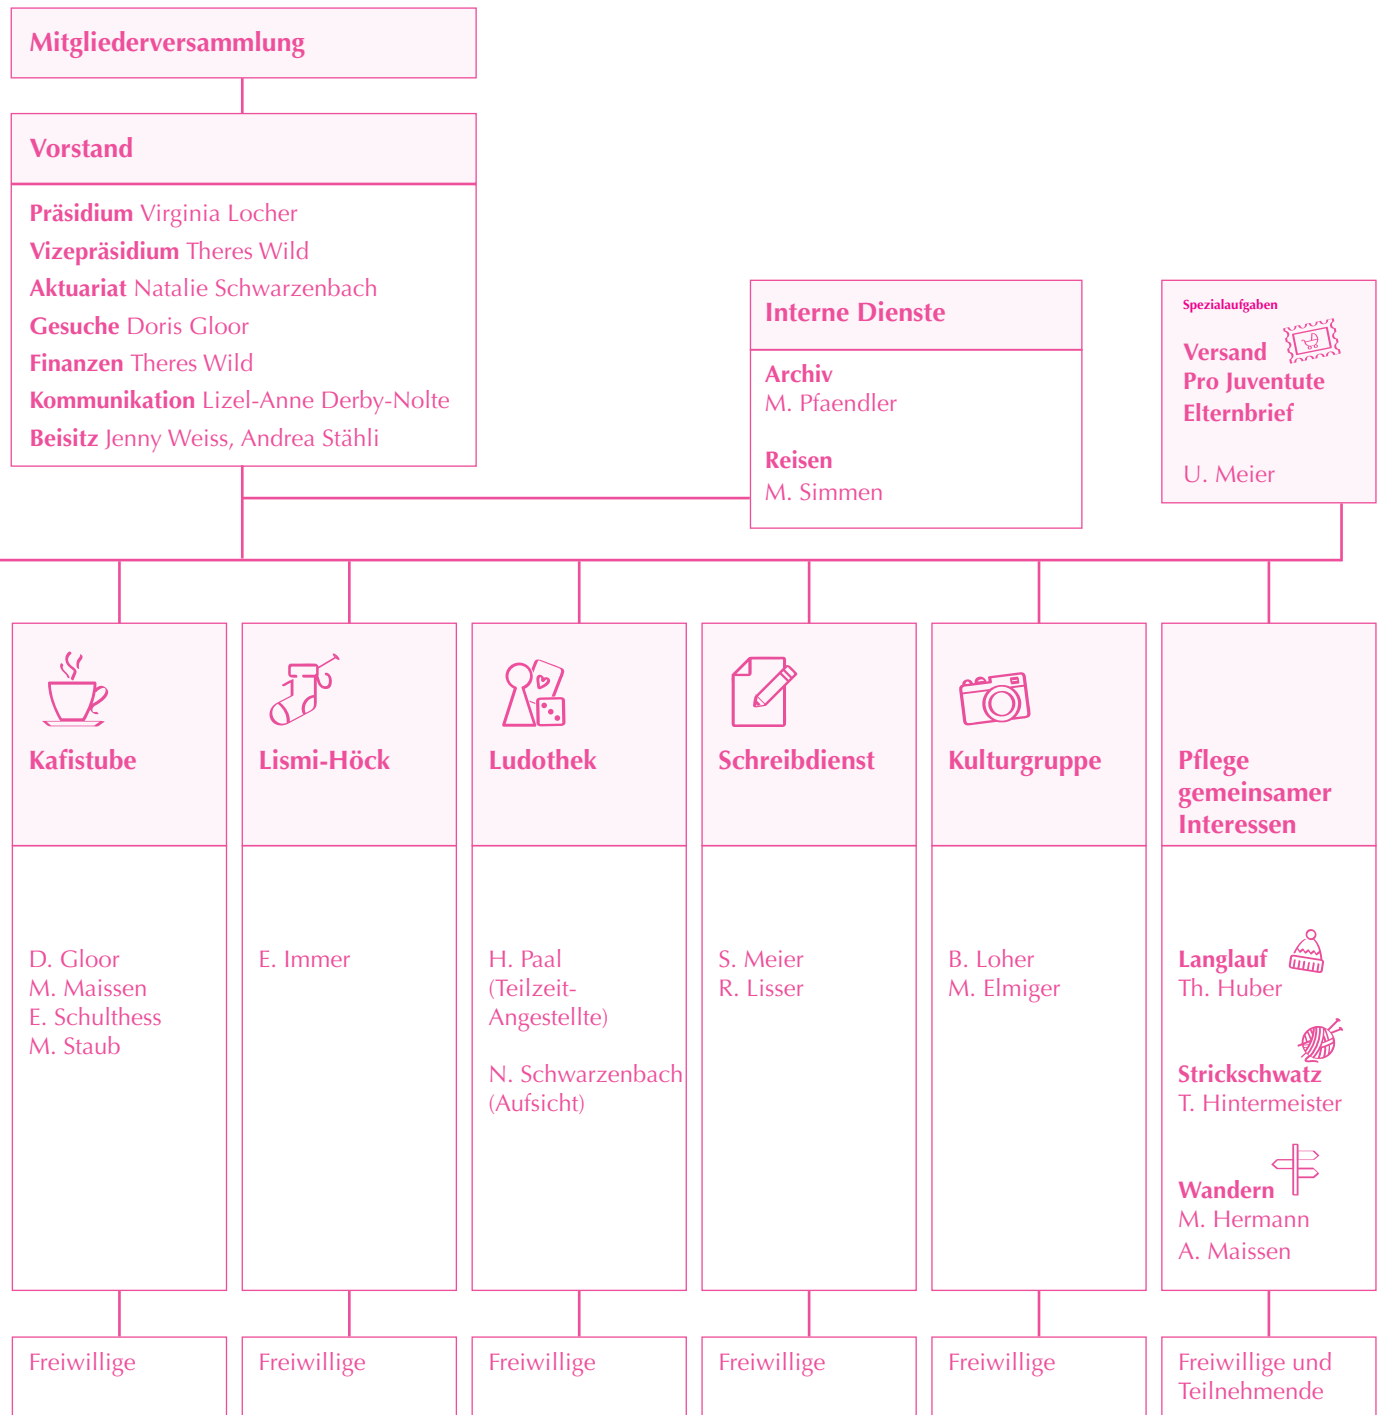 Mitgliederversammlung
Vorstand
Präsidium Virginia Locher
Vizepräsidium Theres Wild
Aktuariat Natalie Schwarzenbach
Gesuche Doris Gloor
Finanzen Theres Wild
Kommunikation Lizel-Anne Derby-Nolte
Beisitz Jenny Weiss, Andrea Stähli
Interne Dienste
Archiv
M. Pfaendler
Reisen
M. Simmen
Spezialaufgaben
Versand
Pro Juventute
Elternbrief
U. Meier
Kafistube
D. Gloor
M. Maissen
E. Schulthess
M. Staub
Freiwillige
Lismi-Höck
E. Immer
Freiwillige
Ludothek
H. Paal
(Teilzeit-
Angestellte)
N. Schwarzenbach
(Aufsicht)
Freiwillige
Schreibdienst
S. Meier
R. Lisser
Freiwillige
Kulturgruppe
B. Loher
M. Elmiger
Freiwillige
Pflege
gemeinsamer
Interessen
Langlauf
Th. Huber
Strickschwatz
T. Hintermeister
Wandern
M. Hermann
A. Maissen
Freiwillige und
Teilnehmende